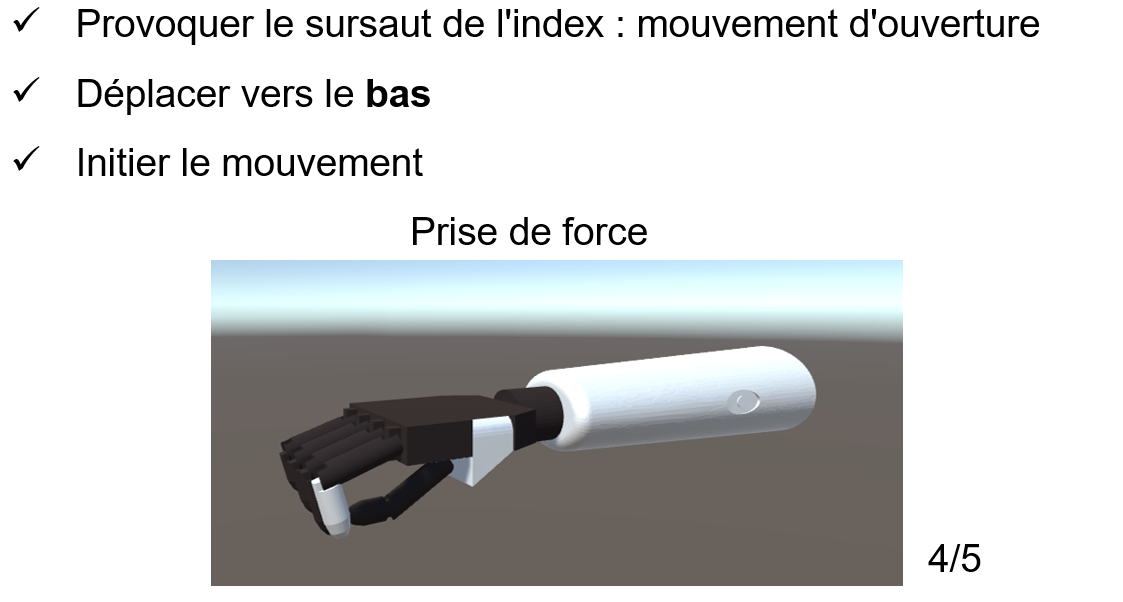 ✓ Provoquer le sursaut de l'index : mouvement d'ouverture
✓ Déplacer vers le bas
✓ Initier le mouvement
Prise de force
4/5